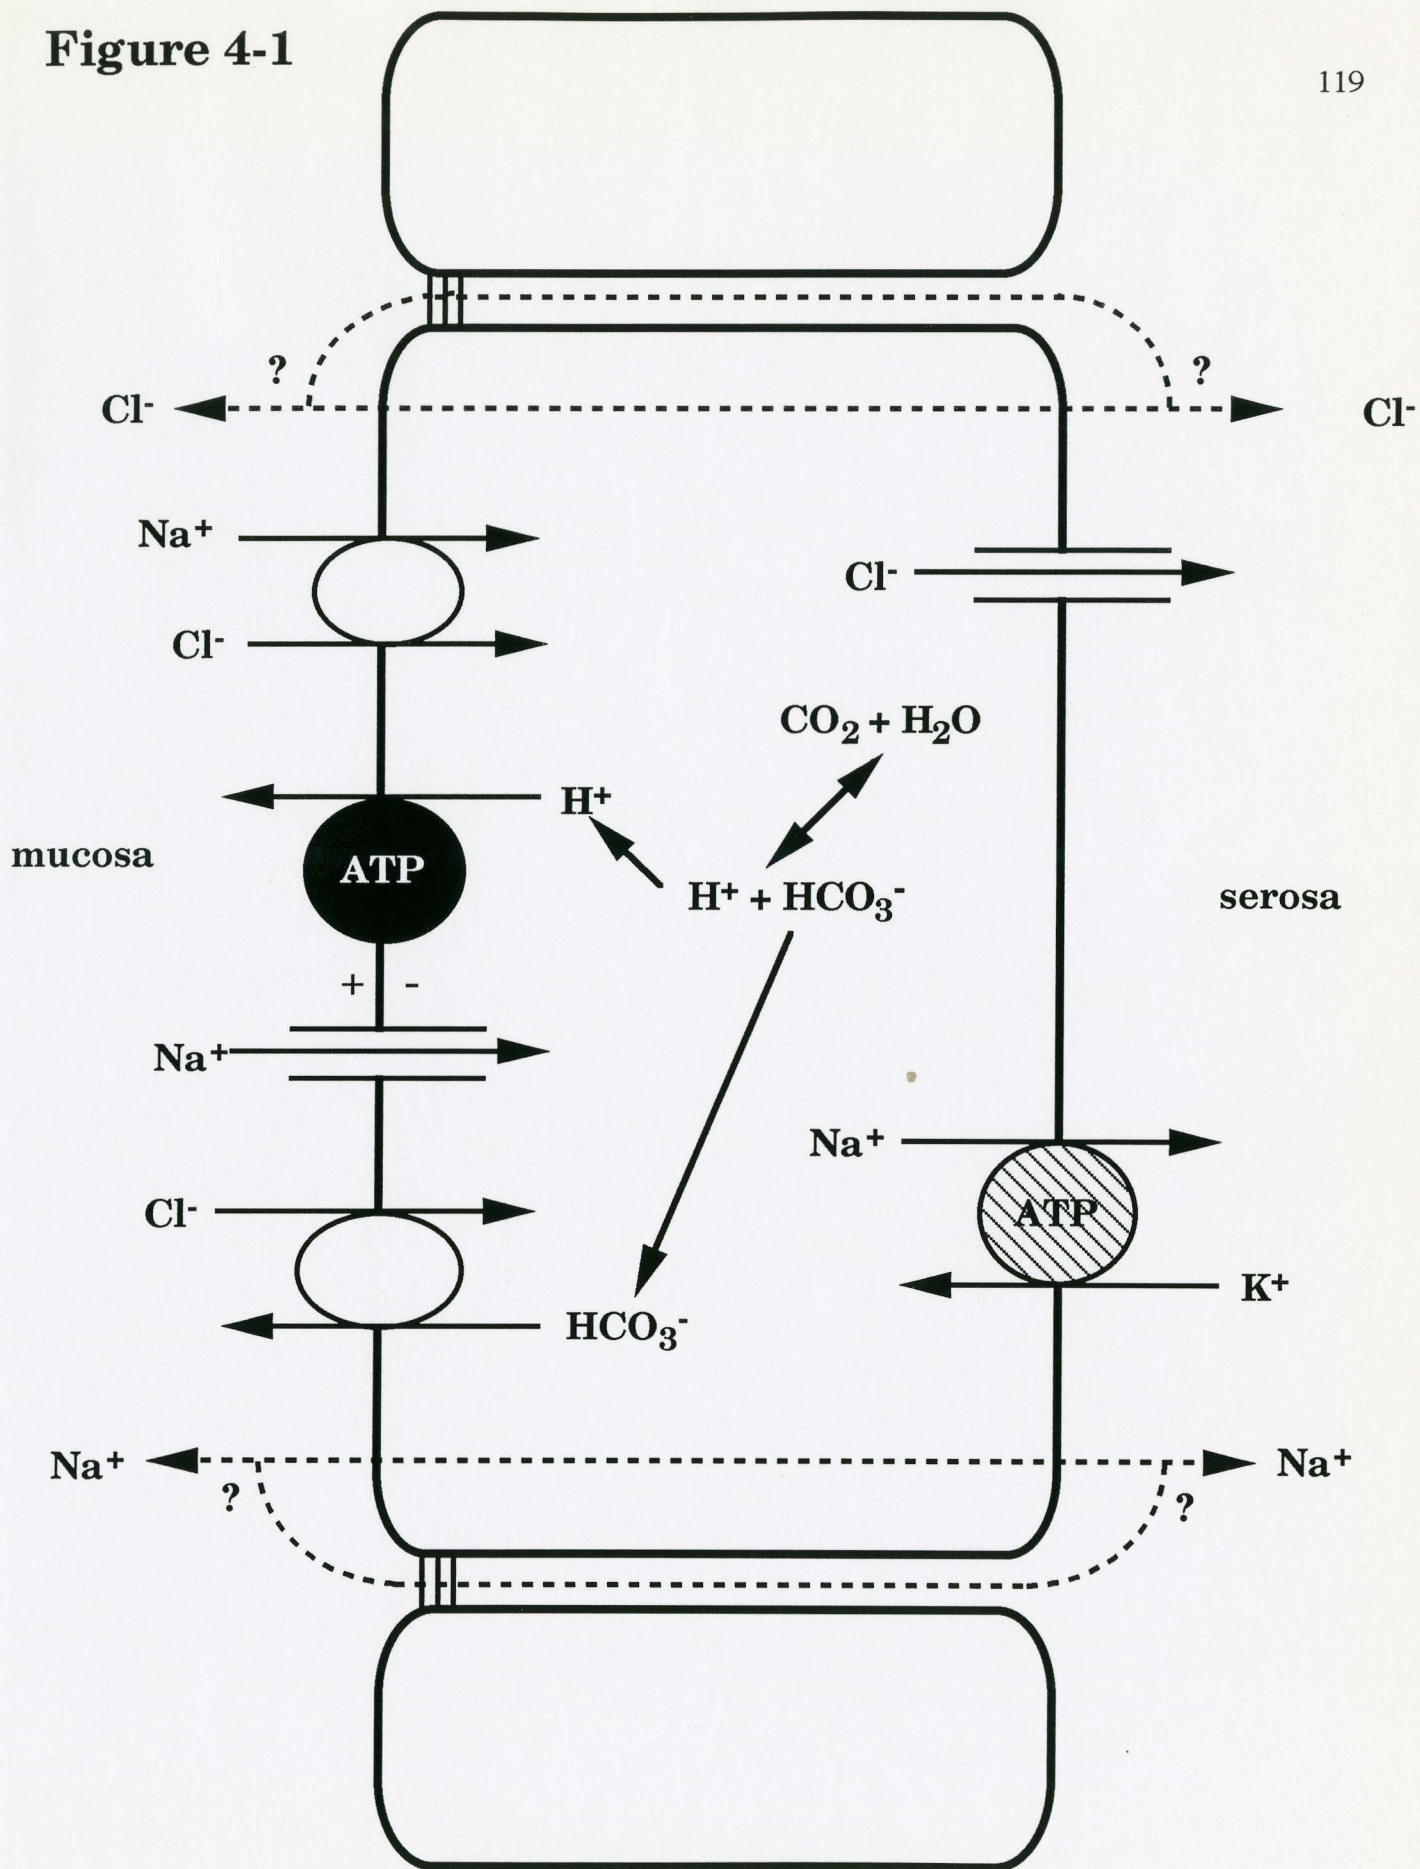 Figure 4-1
119
?
?
Cl-
Cl-
Na+
Cl-
Cl-
CO2 + H2O
H+
mucosa
ATP
H+ + HCO3-
serosa
+ -
Na+
Na+
ATP
Cl-
K+
HCO3-
Na+
Na+
?
?